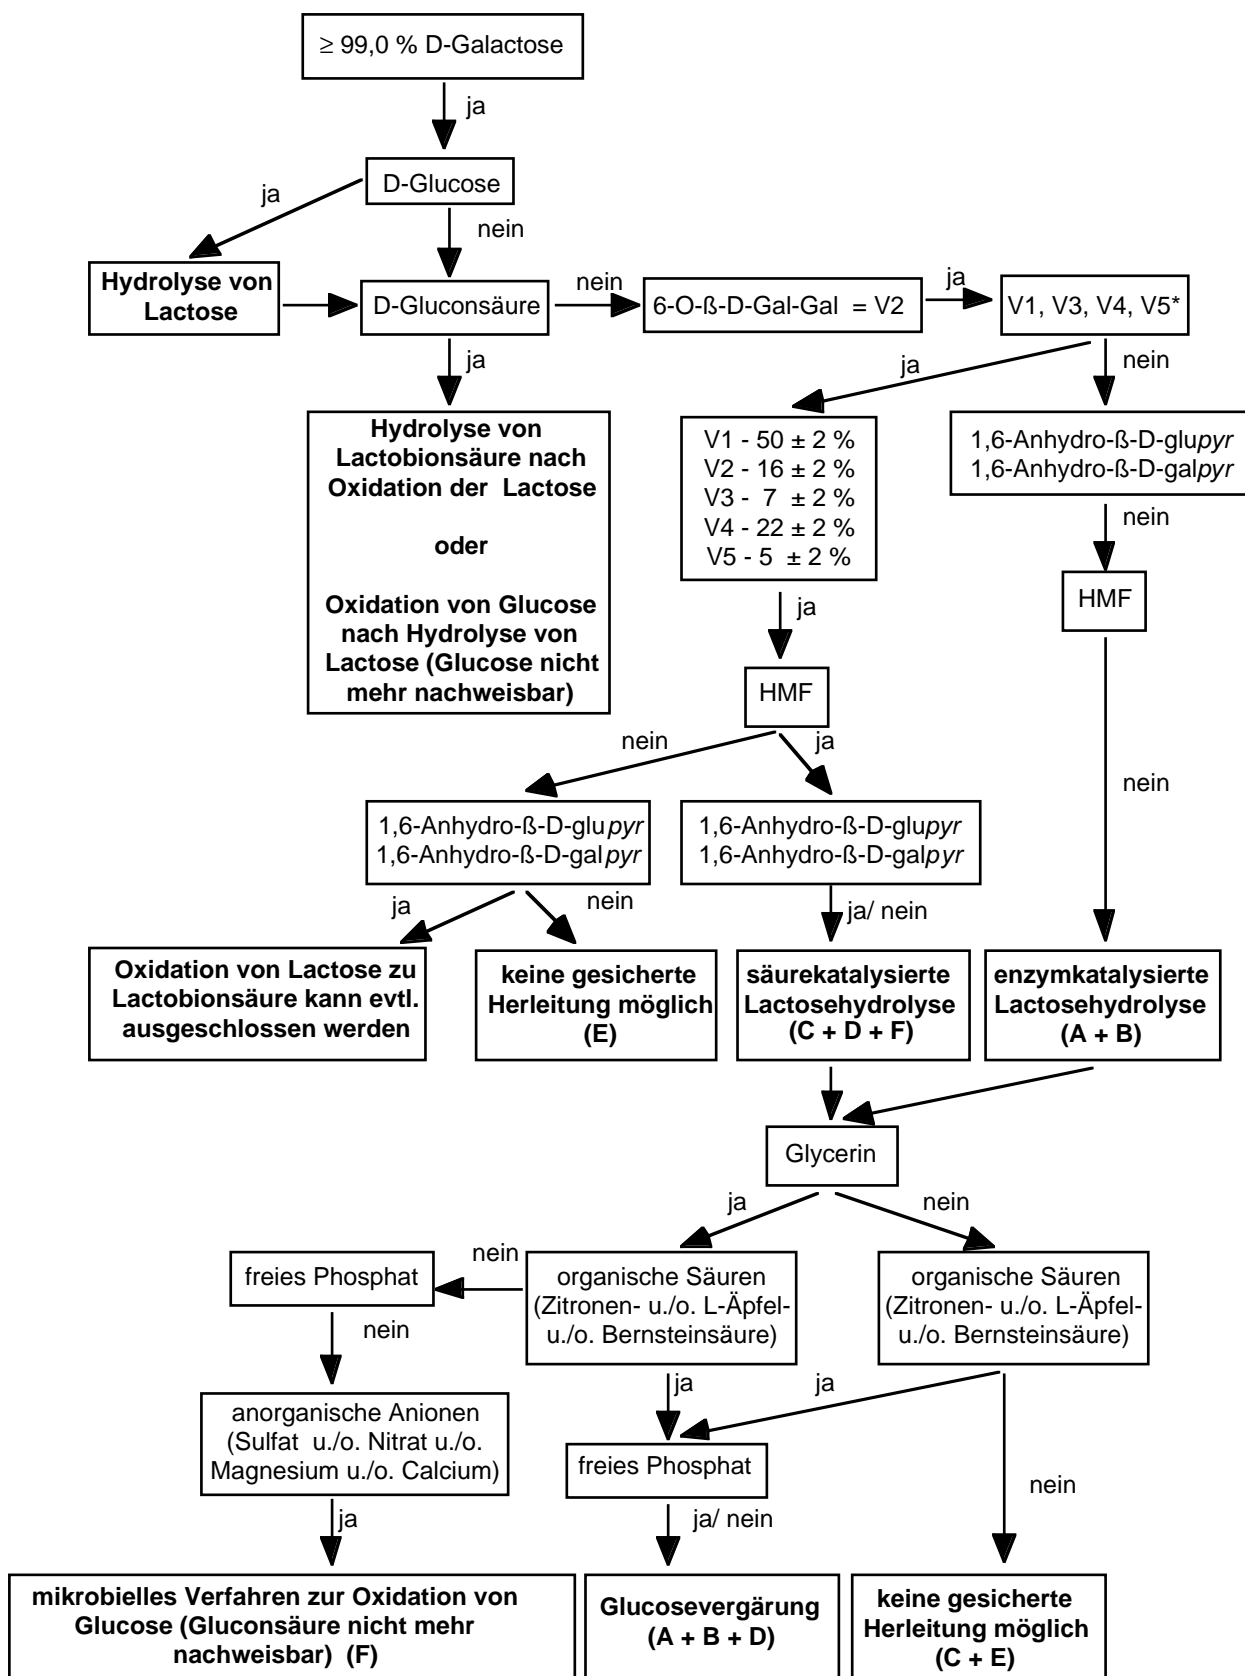 ≥ 99,0 % D-Galactose
ja
D-Glucose
ja
nein
Hydrolyse von
Lactose
D-Gluconsäure
nein
6-O-ß-D-Gal-Gal = V2
ja
V1, V3, V4, V5*
ja
ja
nein
Hydrolyse von
Lactobionsäure nach
Oxidation der Lactose
oder
Oxidation von Glucose
nach Hydrolyse von
Lactose (Glucose nicht
mehr nachweisbar)
V1 - 50 ± 2 %
V2 - 16 ± 2 %
V3 - 7 ± 2 %
V4 - 22 ± 2 %
V5 - 5 ± 2 %
1,6-Anhydro-ß-D-glupyr
1,6-Anhydro-ß-D-galpyr
nein
HMF
ja
HMF
nein
ja
nein
1,6-Anhydro-ß-D-glupyr
1,6-Anhydro-ß-D-galpyr
1,6-Anhydro-ß-D-glupyr
1,6-Anhydro-ß-D-galpyr
ja
nein
ja/ nein
Oxidation von Lactose zu
Lactobionsäure kann evtl.
ausgeschlossen werden
keine gesicherte
Herleitung möglich
(E)
säurekatalysierte
Lactosehydrolyse
(C + D + F)
enzymkatalysierte
Lactosehydrolyse
(A + B)
Glycerin
ja
nein
freies Phosphat
nein
organische Säuren
(Zitronen- u./o. L-Äpfel-
u./o. Bernsteinsäure)
organische Säuren
(Zitronen- u./o. L-Äpfel-
u./o. Bernsteinsäure)
nein
ja
ja
anorganische Anionen
(Sulfat u./o. Nitrat u./o.
Magnesium u./o. Calcium)
freies Phosphat
nein
ja
ja/ nein
mikrobielles Verfahren zur Oxidation von
Glucose (Gluconsäure nicht mehr
nachweisbar) (F)
Glucosevergärung
(A + B + D)
keine gesicherte
Herleitung möglich
(C + E)